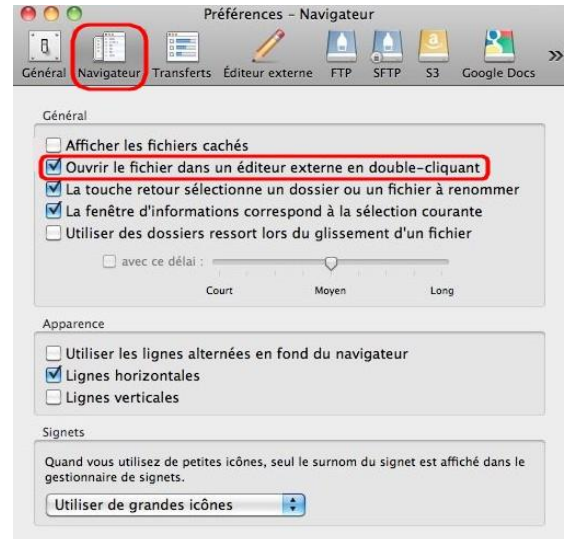 Préférences – Navigateur
Général Navigateur Transferts Éditeur externe FTP SFTP S3 Google Docs »
Général
Afficher les fichiers cachés
Ouvrir le fichier dans un éditeur externe en double-cliquant
La touche retour sélectionne un dossier ou un fichier à renommer
La fenêtre d'informations correspond à la sélection courante
Utiliser des dossiers ressort lors du glissement d'un fichier
avec ce délai :
Court Moyen Long
Apparence
Utiliser les lignes alternées en fond du navigateur
Lignes horizontales
Lignes verticales
Signets
Quand vous utilisez de petites icônes, seul le surnom du signet est affiché dans le
gestionnaire de signets.
Utiliser de grandes icônes